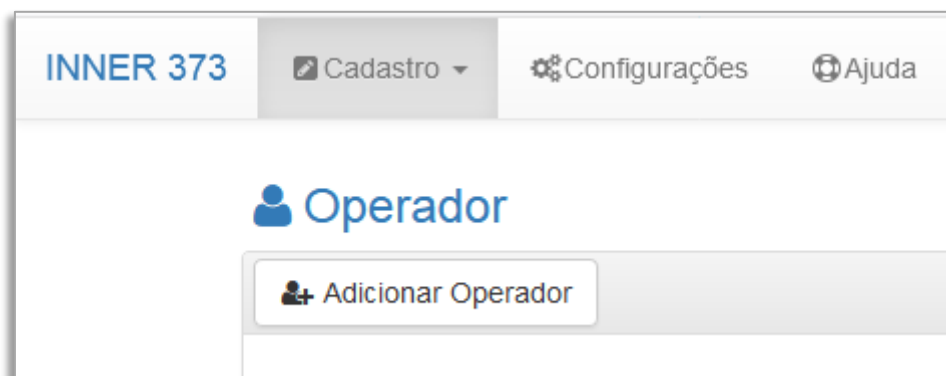 INNER 373 Cadastro Configurações Ajuda
Operador
Adicionar Operador